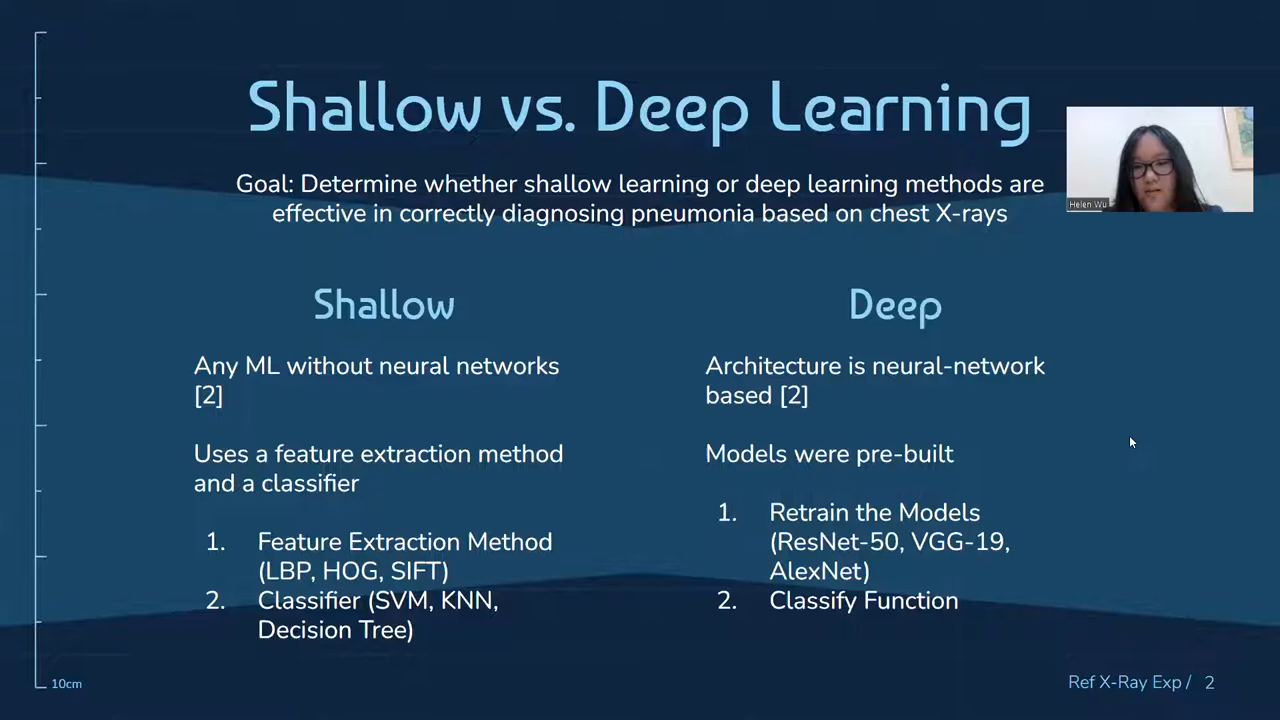 Shallow vs. Deep Learning
Goal: Determine whether shallow learning or deep learning methods are
effective in correctly diagnosing pneumonia based on chest X-rays
Helen Wu
Shallow
Any ML without neural networks
[2]
Uses a feature extraction method
and a classifier
1. Feature Extraction Method
(LBP, HOG, SIFT)
2. Classifier (SVM, KNN,
Decision Tree)
Deep
Architecture is neural-network
based [2]
Models were pre-built
1. Retrain the Models
(ResNet-50, VGG-19,
AlexNet)
2. Classify Function
10cm
Ref X-Ray Exp / 2